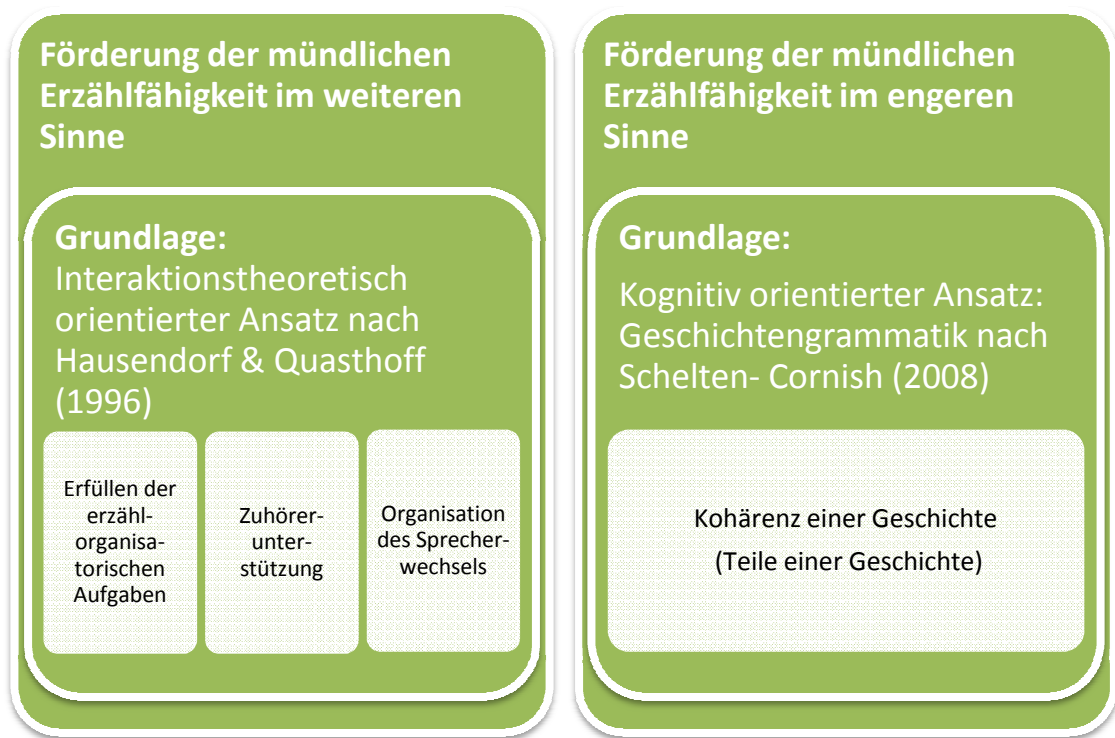 Förderung der mündlichen
Erzählfähigkeit im weiteren
Sinne
Grundlage:
Interaktionstheoretisch
orientierter Ansatz nach
Hausendorf & Quasthoff
(1996)
Erfüllen der
erzähl-
organisa-
torischen
Aufgaben
Zuhörer-
unter-
stützung
Organisation
des Sprecher-
wechsels
Förderung der mündlichen
Erzählfähigkeit im engeren
Sinne
Grundlage:
Kognitiv orientierter Ansatz:
Geschichtengrammatik nach
Schelten- Cornish (2008)
Kohärenz einer Geschichte
(Teile einer Geschichte)